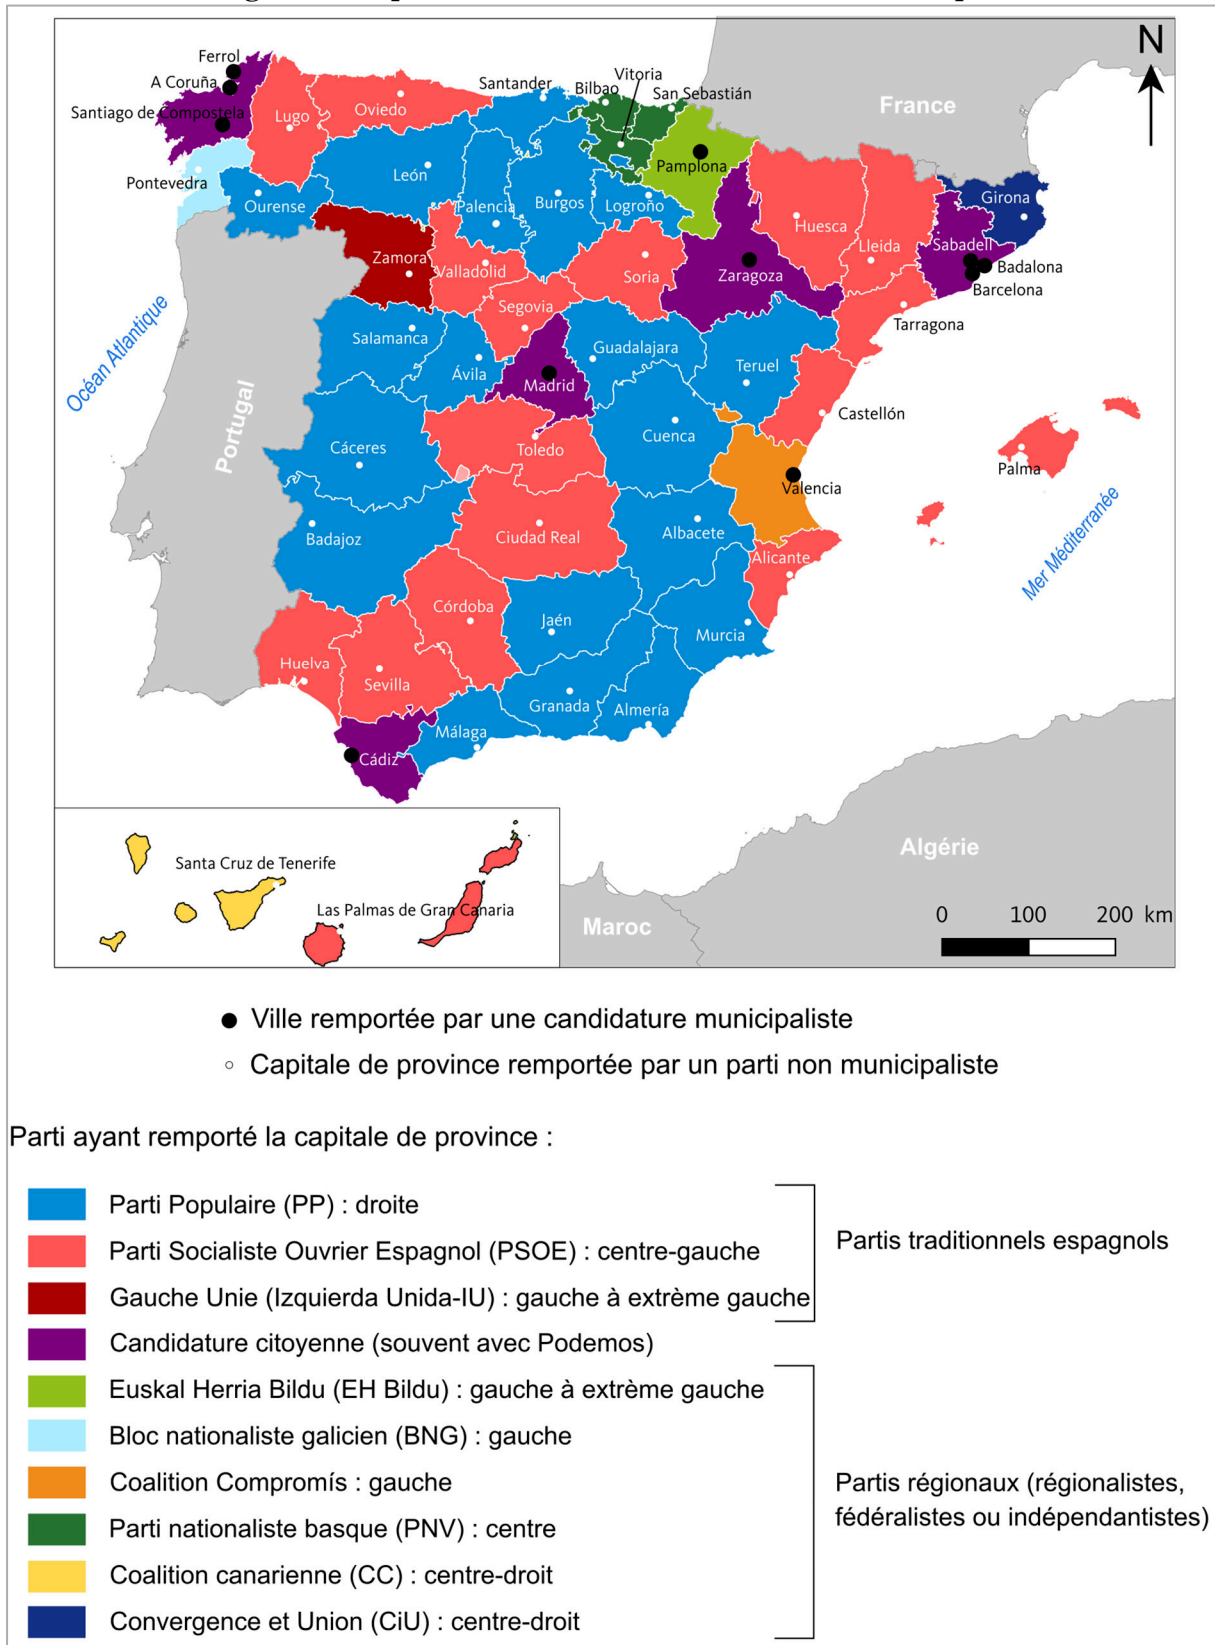 N
Ferrol
A Coruña
Santiago de Compostela
Lugo
Oviedo
Santander
Bilbao
Vitoria
San Sebastián
France
Pontevedra
Ourense
León
Palencia
Burgos
Logroño
Pamplona
Huesca
Lleida
Girona
Sabadell
Badalona
Barcelona
Zamora
Valladolid
Soria
Zaragoza
Segovia
Tarragona
Océan Atlantique
Salamanca
Ávila
Madrid
Guadalajara
Teruel
Castellón
Portugal
Cáceres
Toledo
Cuenca
Valencia
Palma
Mer Méditerranée
Badajoz
Ciudad Real
Albacete
Alicante
Córdoba
Jaén
Murcia
Huelva
Sevilla
Granada
Almería
Málaga
Cádiz
Algérie
Maroc
Santa Cruz de Tenerife
Las Palmas de Gran Canaria
0 100 200 km
Ville remportée par une candidature municipaliste
Capitale de province remportée par un parti non municipaliste
Parti ayant remporté la capitale de province :
Parti Populaire (PP) : droite
Parti Socialiste Ouvrier Espagnol (PSOE) : centre-gauche
Gauche Unie (Izquierda Unida-IU) : gauche à extrême gauche
Partis traditionnels espagnols
Candidature citoyenne (souvent avec Podemos)
Euskal Herria Bildu (EH Bildu) : gauche à extrême gauche
Bloc nationaliste galicien (BNG) : gauche
Coalition Compromís : gauche
Parti nationaliste basque (PNV) : centre
Coalition canarienne (CC) : centre-droit
Convergence et Union (CiU) : centre-droit
Partis régionaux (régionalistes,
fédéralistes ou indépendantistes)